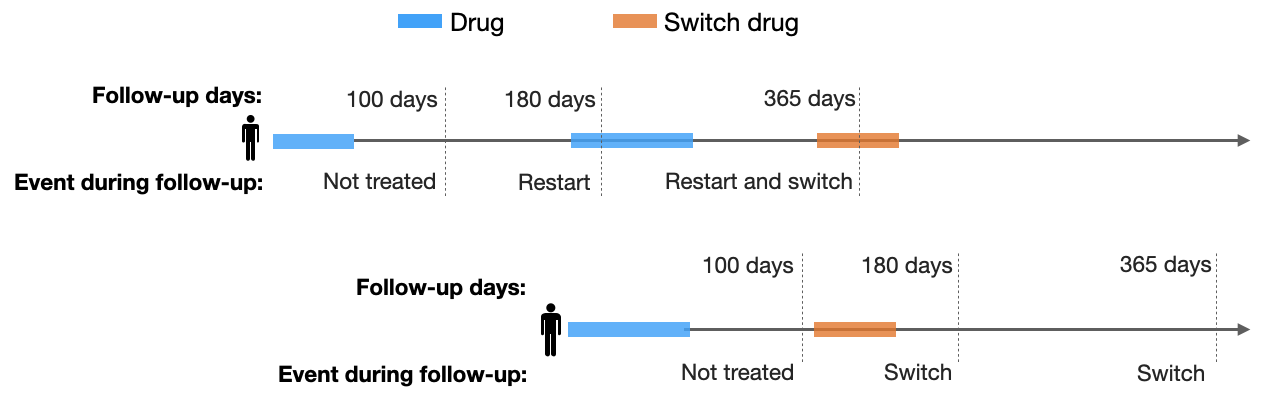 Drug Switch drug
Follow-up days: 100 days 180 days 365 days
Event during follow-up: Not treated Restart Restart and switch
100 days 180 days 365 days
Follow-up days:
Event during follow-up: Not treated Switch Switch